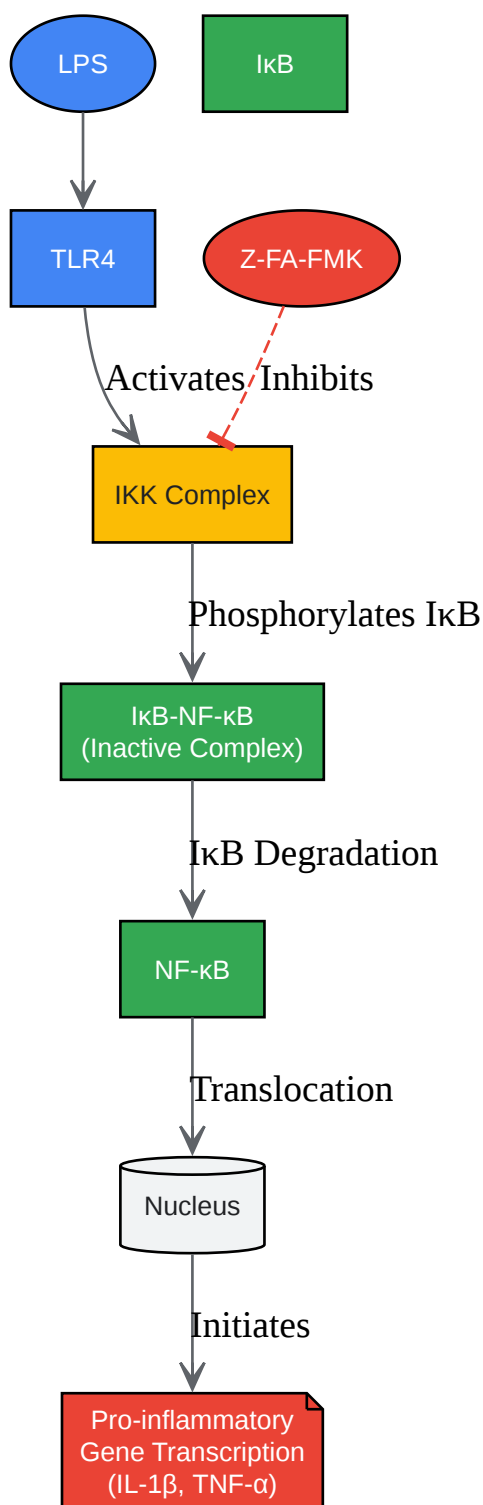 LPS
IκB
TLR4
Z-FA-FMK
Activates
Inhibits
IKK Complex
Phosphorylates IκB
IκB-NF-κB
(Inactive Complex)
IκB Degradation
NF-κB
Translocation
Nucleus
Initiates
Pro-inflammatory
Gene Transcription
(IL-1β, TNF-α)